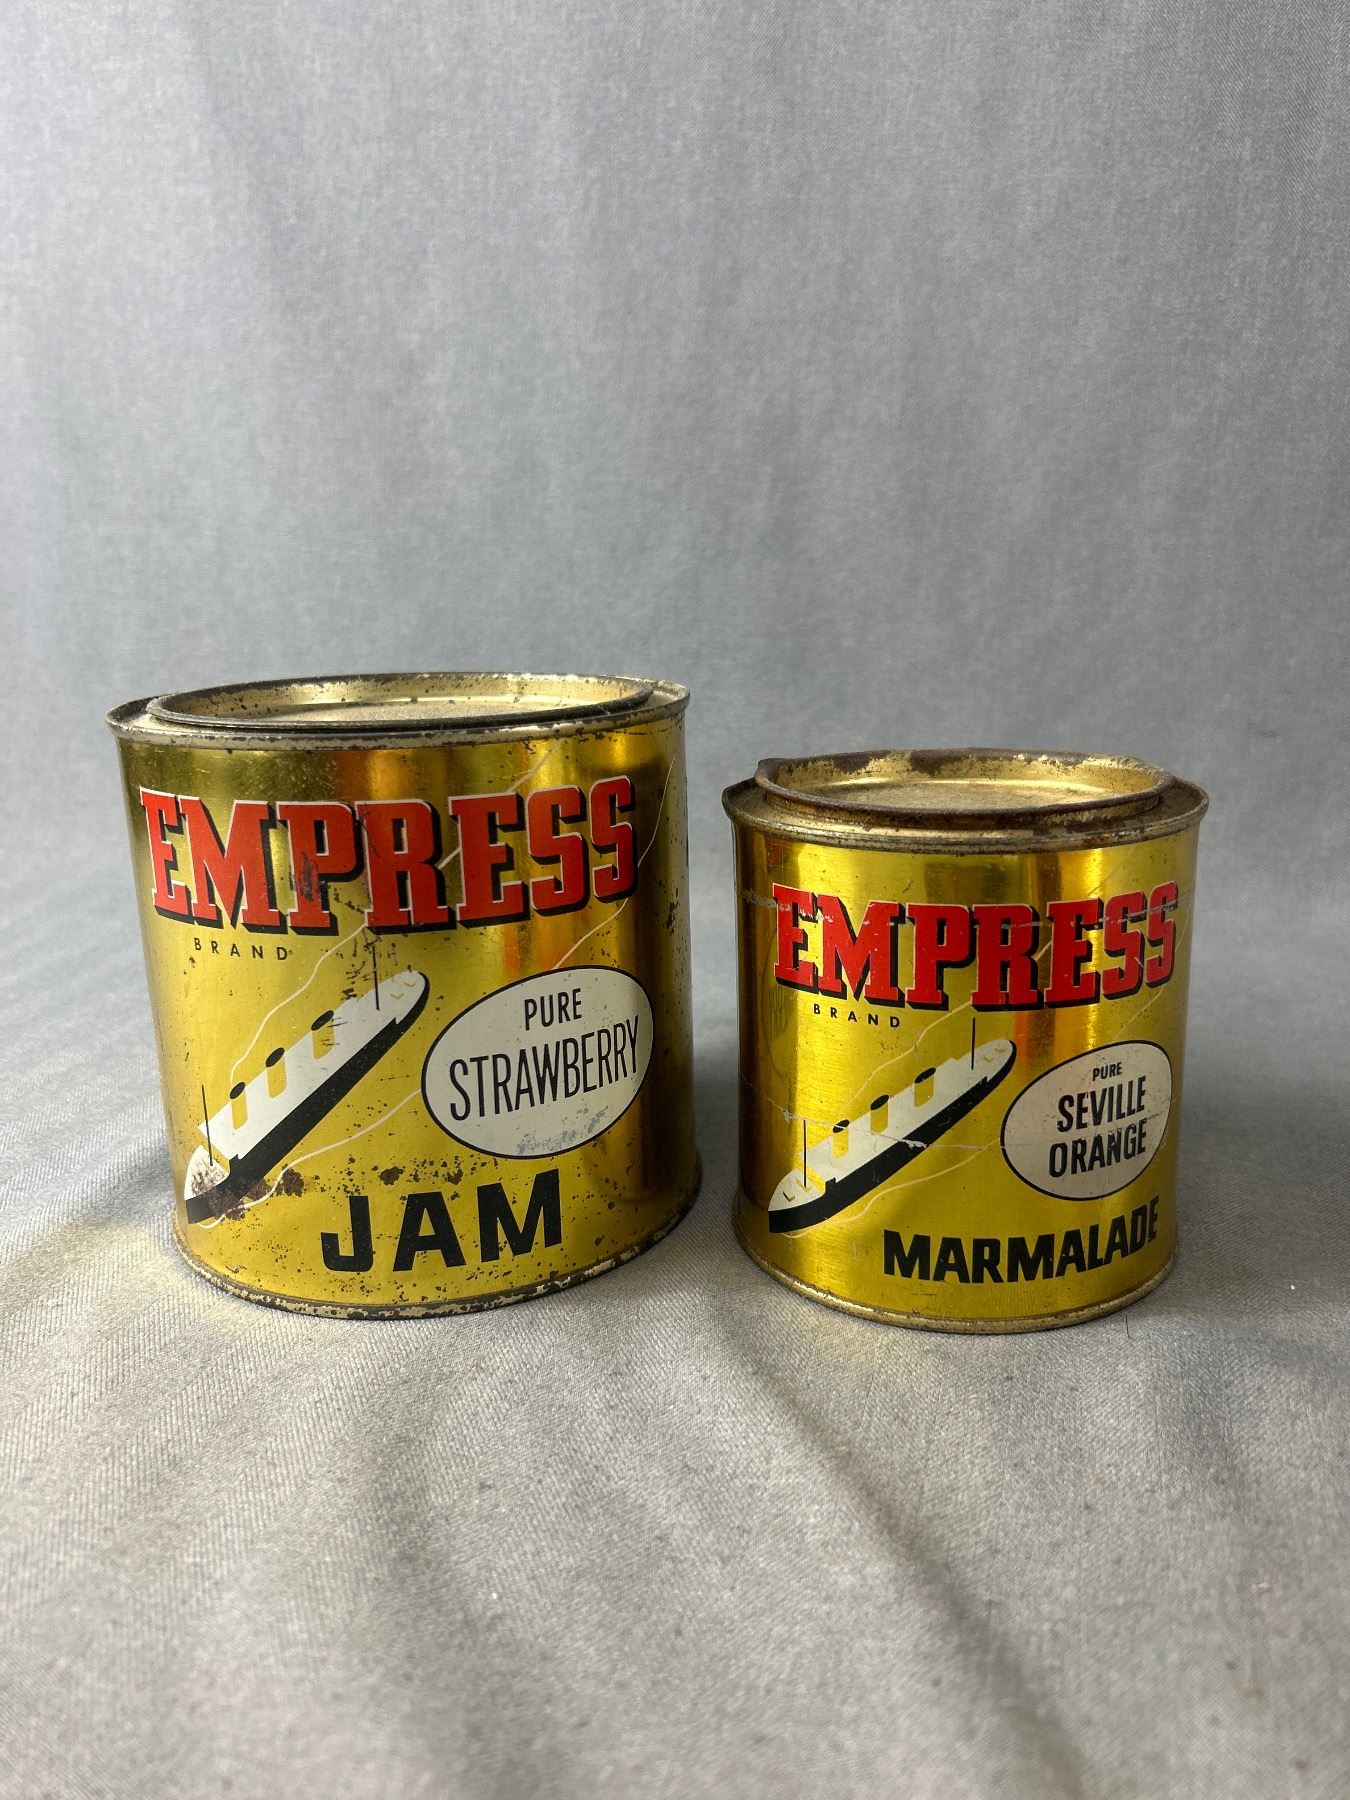 EMPRESS
BRAND
PURE
STRAWBERRY
JAM
EMPRESS
BRAND
PURE
SEVILLE
ORANGE
MARMALADE